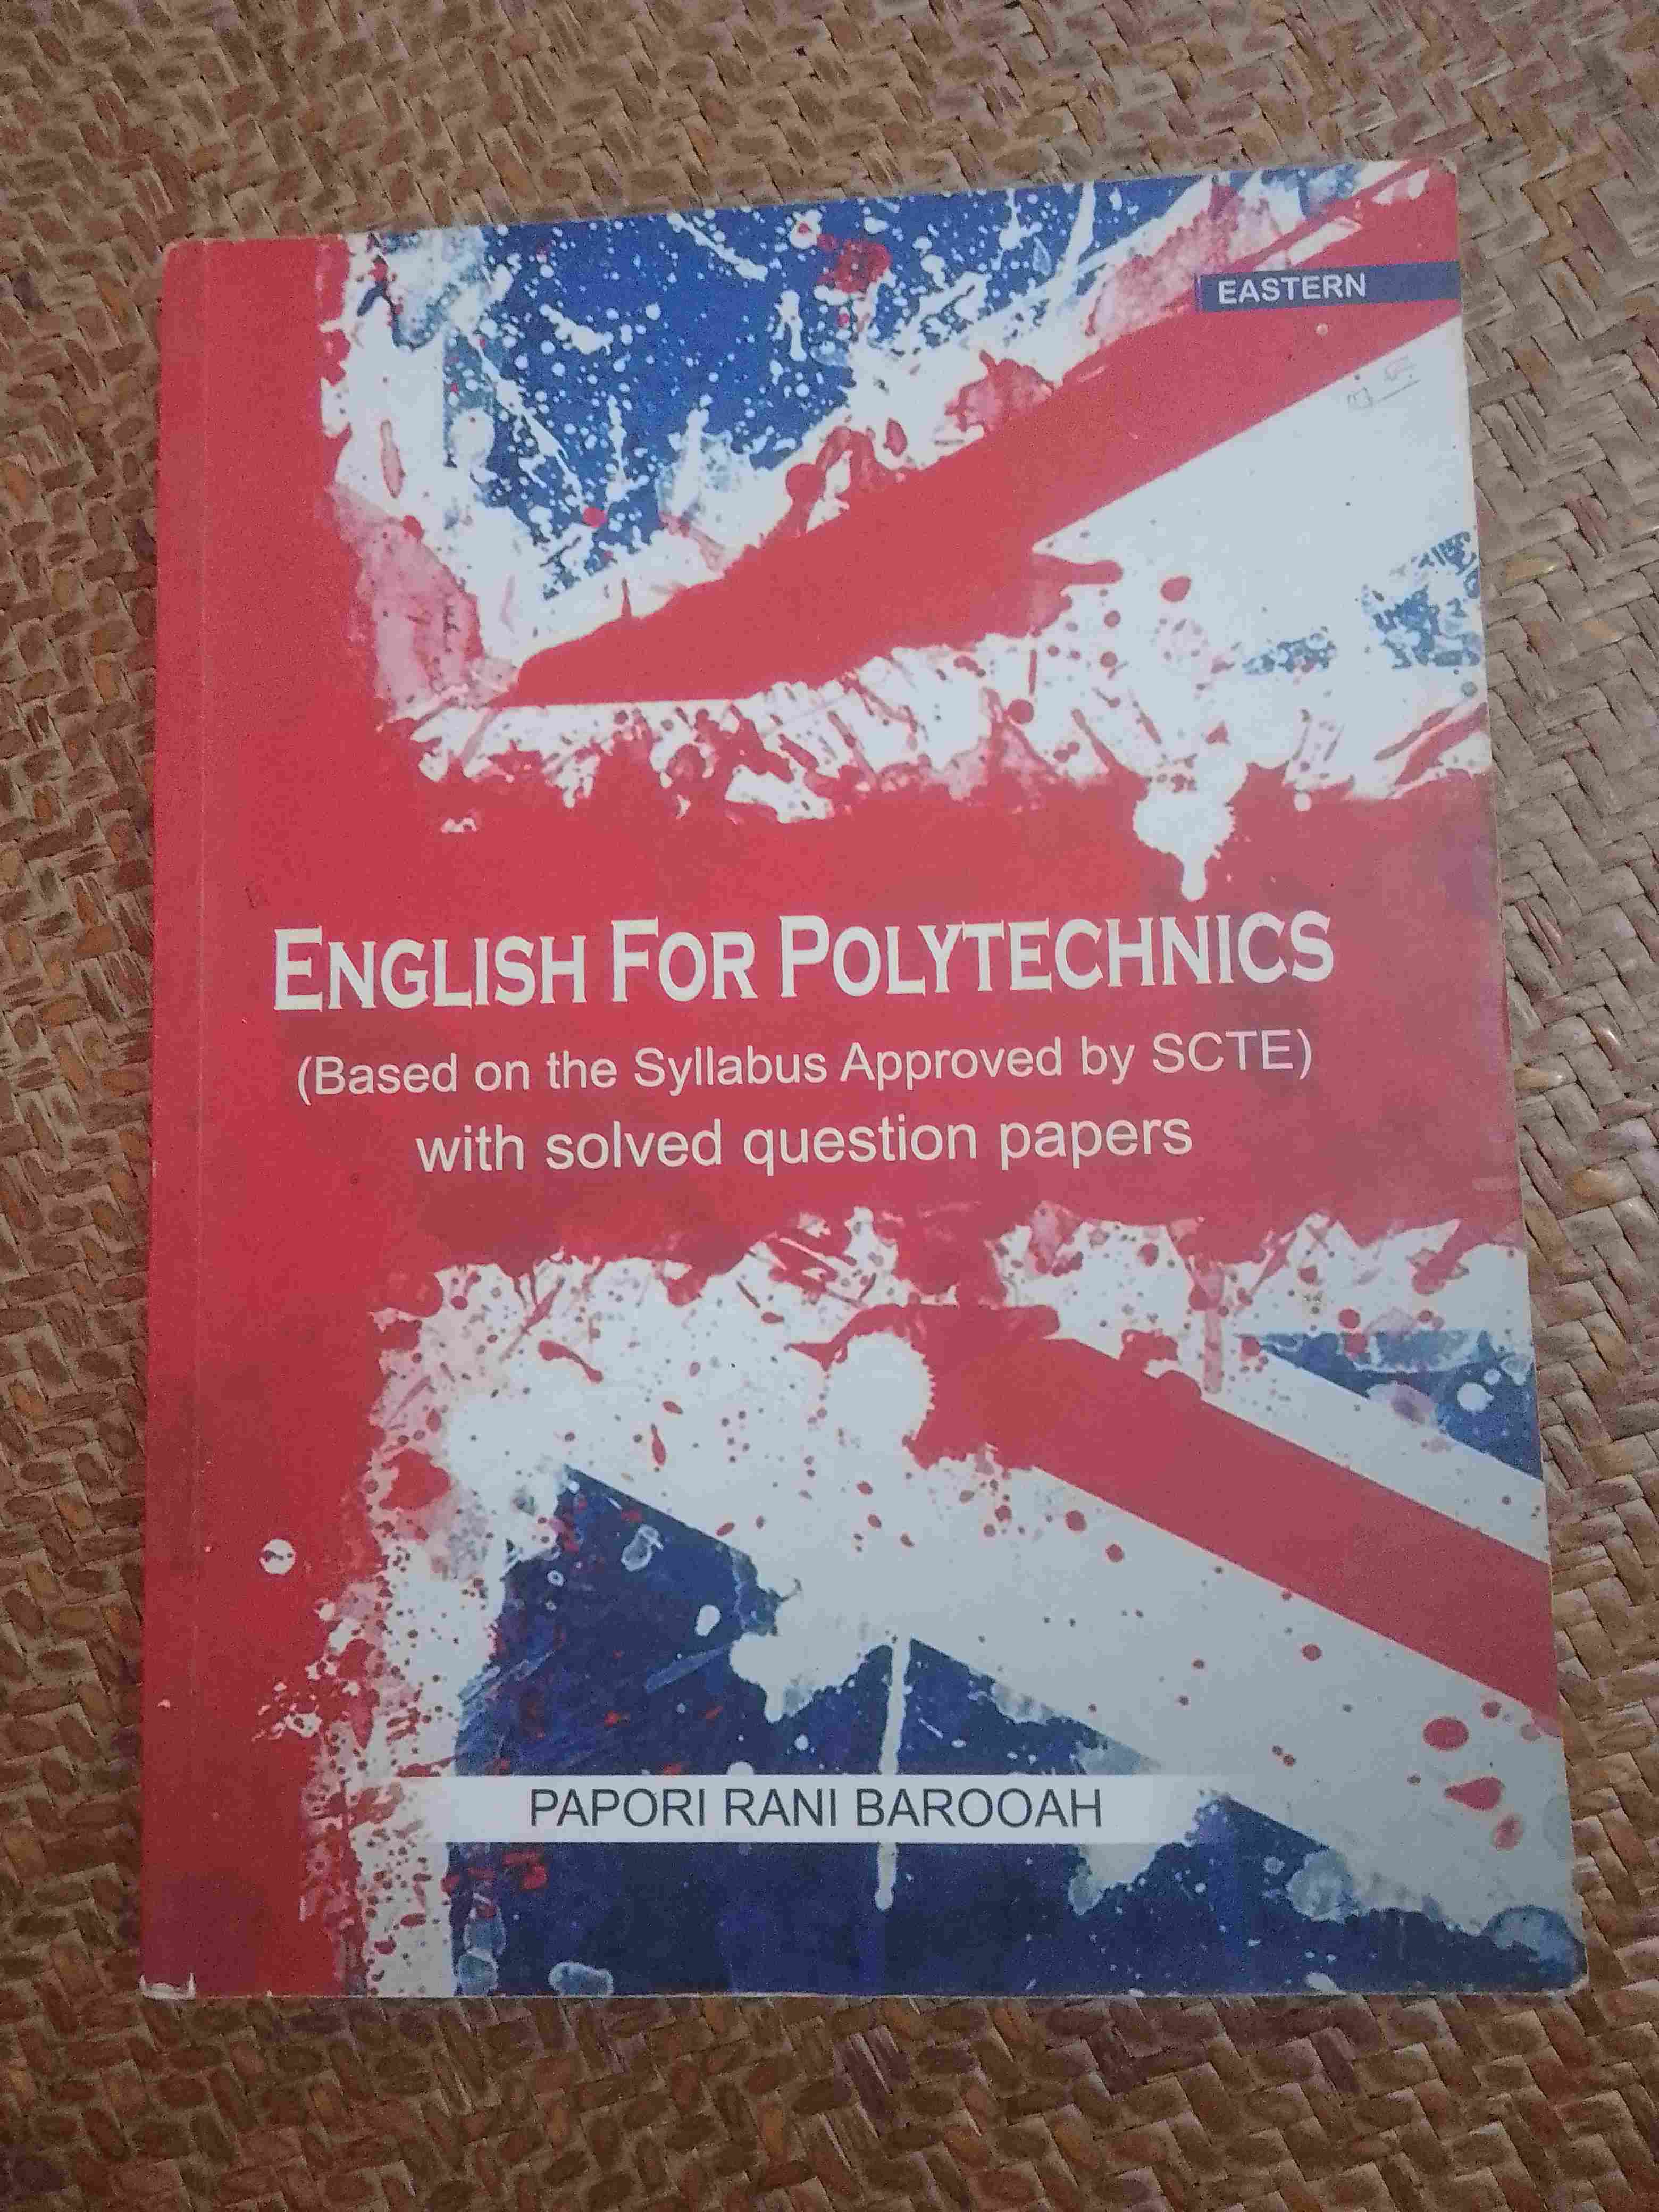 EASTERN
ENGLISH FOR POLYTECHNICS
(Based on the Syllabus Approved by SCTE)
with solved question papers
PAPORI RANI BAROOAH